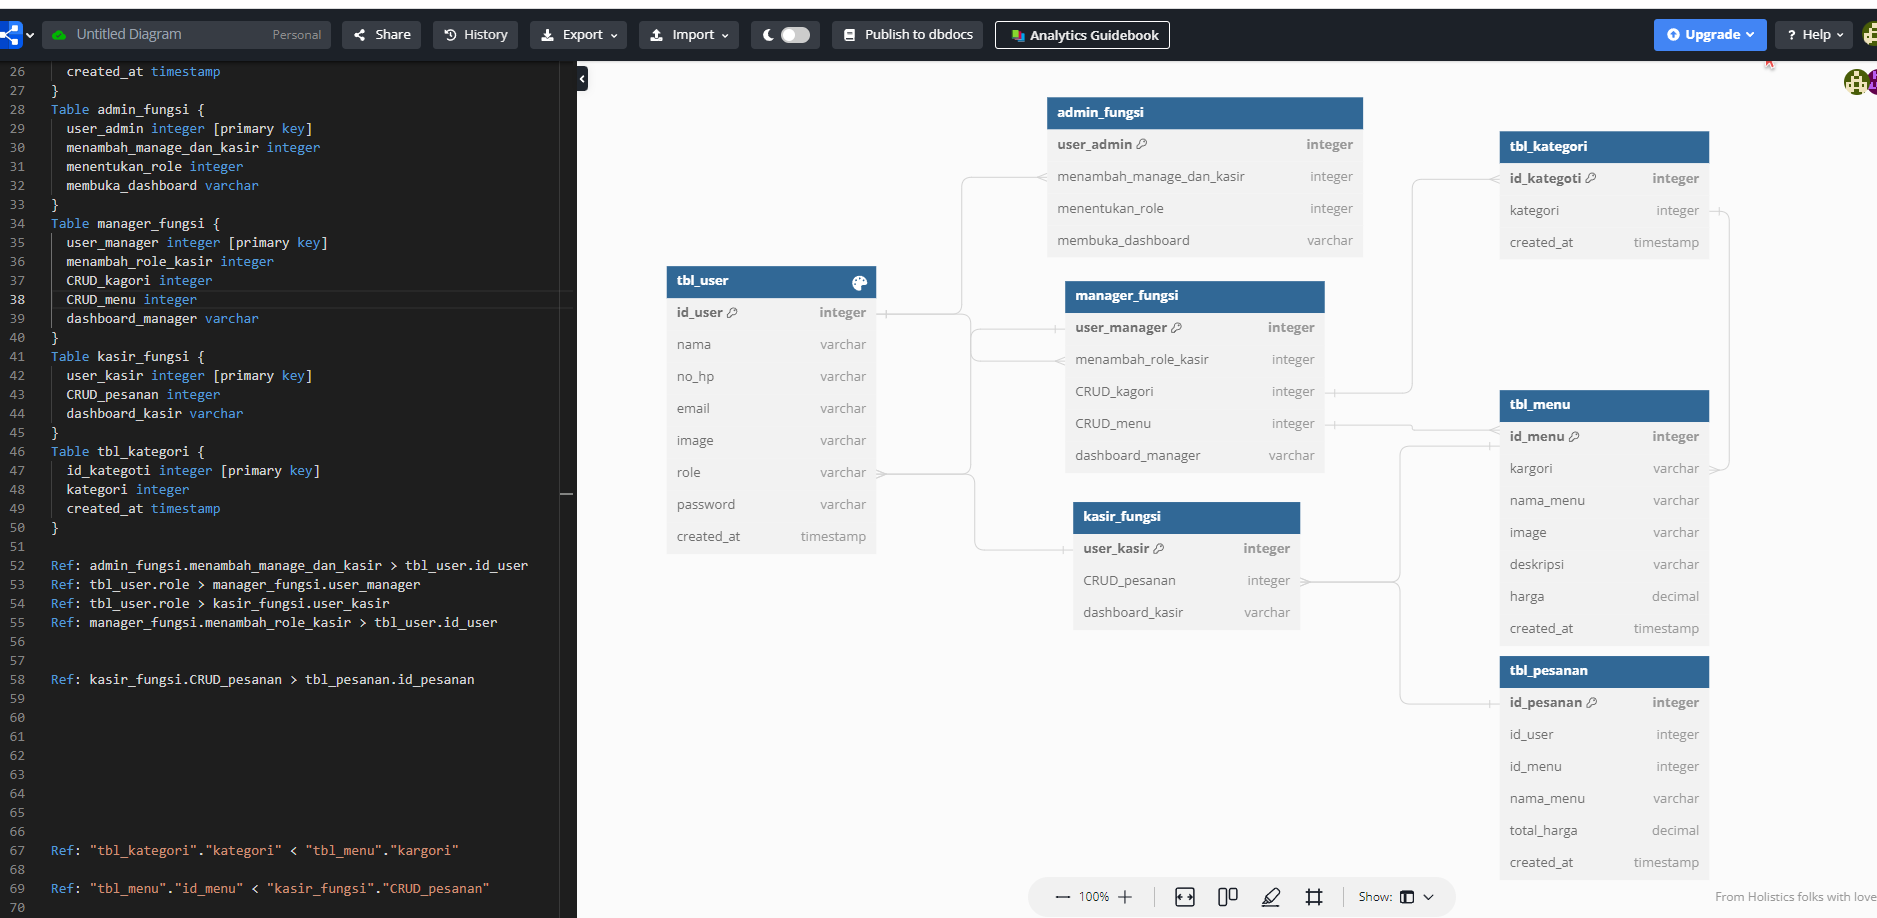 Untitled Diagram
Personal
Share
History
Export
Import
Publish to dbdocs
Analytics Guidebook
Upgrade
? Help
26 created_at timestamp
27 }
28 Table admin_fungsi {
29 user_admin integer [primary key]
30 menambah_manage_dan_kasir integer
31 menentukan_role integer
32 membuka_dashboard varchar
33 }
34 Table manager_fungsi {
35 user_manager integer [primary key]
36 menambah_role_kasir integer
37 CRUD_kagori integer
38 CRUD_menu integer
39 dashboard_manager varchar
40 }
41 Table kasir_fungsi {
42 user_kasir integer [primary key]
43 CRUD_pesanan integer
44 dashboard_kasir varchar
45 }
46 Table tbl_kategori {
47 id_kategoti integer [primary key]
48 kategori integer
49 created_at timestamp
50 }
51
52 Ref: admin_fungsi.menambah_manage_dan_kasir > tbl_user.id_user
53 Ref: tbl_user.role > manager_fungsi.user_manager
54 Ref: tbl_user.role > kasir_fungsi.user_kasir
55 Ref: manager_fungsi.menambah_role_kasir > tbl_user.id_user
56
57
58 Ref: kasir_fungsi.CRUD_pesanan > tbl_pesanan.id_pesanan
59
60
61
62
63
64
65
66
67 Ref: "tbl_kategori"."kategori" < "tbl_menu"."kargori"
68
69 Ref: "tbl_menu"."id_menu" < "kasir_fungsi"."CRUD_pesanan"
70
tbl_user
id_user integer
nama varchar
no_hp varchar
email varchar
image varchar
role varchar
password varchar
created_at timestamp
admin_fungsi
user_admin integer
menambah_manage_dan_kasir integer
menentukan_role integer
membuka_dashboard varchar
manager_fungsi
user_manager integer
menambah_role_kasir integer
CRUD_kagori integer
CRUD_menu integer
dashboard_manager varchar
kasir_fungsi
user_kasir integer
CRUD_pesanan integer
dashboard_kasir varchar
tbl_kategori
id_kategoti integer
kategori integer
created_at timestamp
tbl_menu
id_menu integer
kargori varchar
nama_menu varchar
image varchar
deskripsi varchar
harga decimal
created_at timestamp
tbl_pesanan
id_pesanan integer
id_user integer
id_menu integer
nama_menu varchar
total_harga decimal
created_at timestamp
100%
Show:
From Holistics folks with love